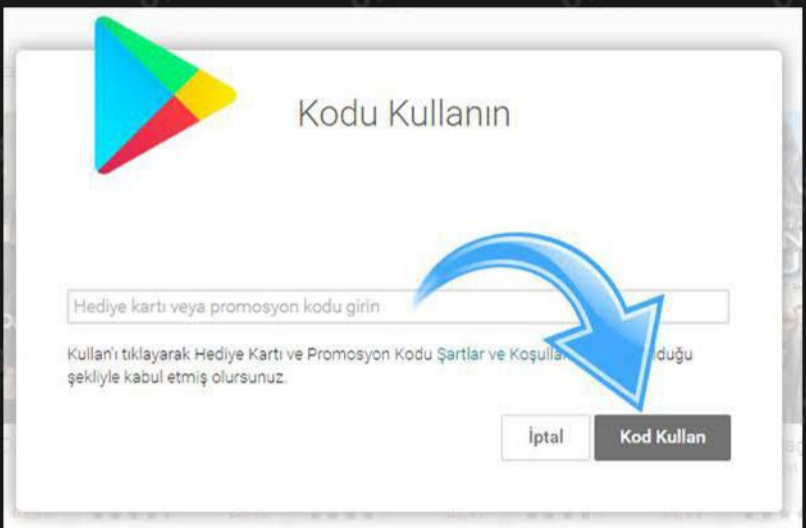 Kodu Kullanın
Hediye kartı veya promosyon kodu girin
Kullan'ı tıklayarak Hediye Kartı ve Promosyon Kodu Şartlar ve
şekliyle kabul etmiş olursunuz.
İptal
Kod Kullan